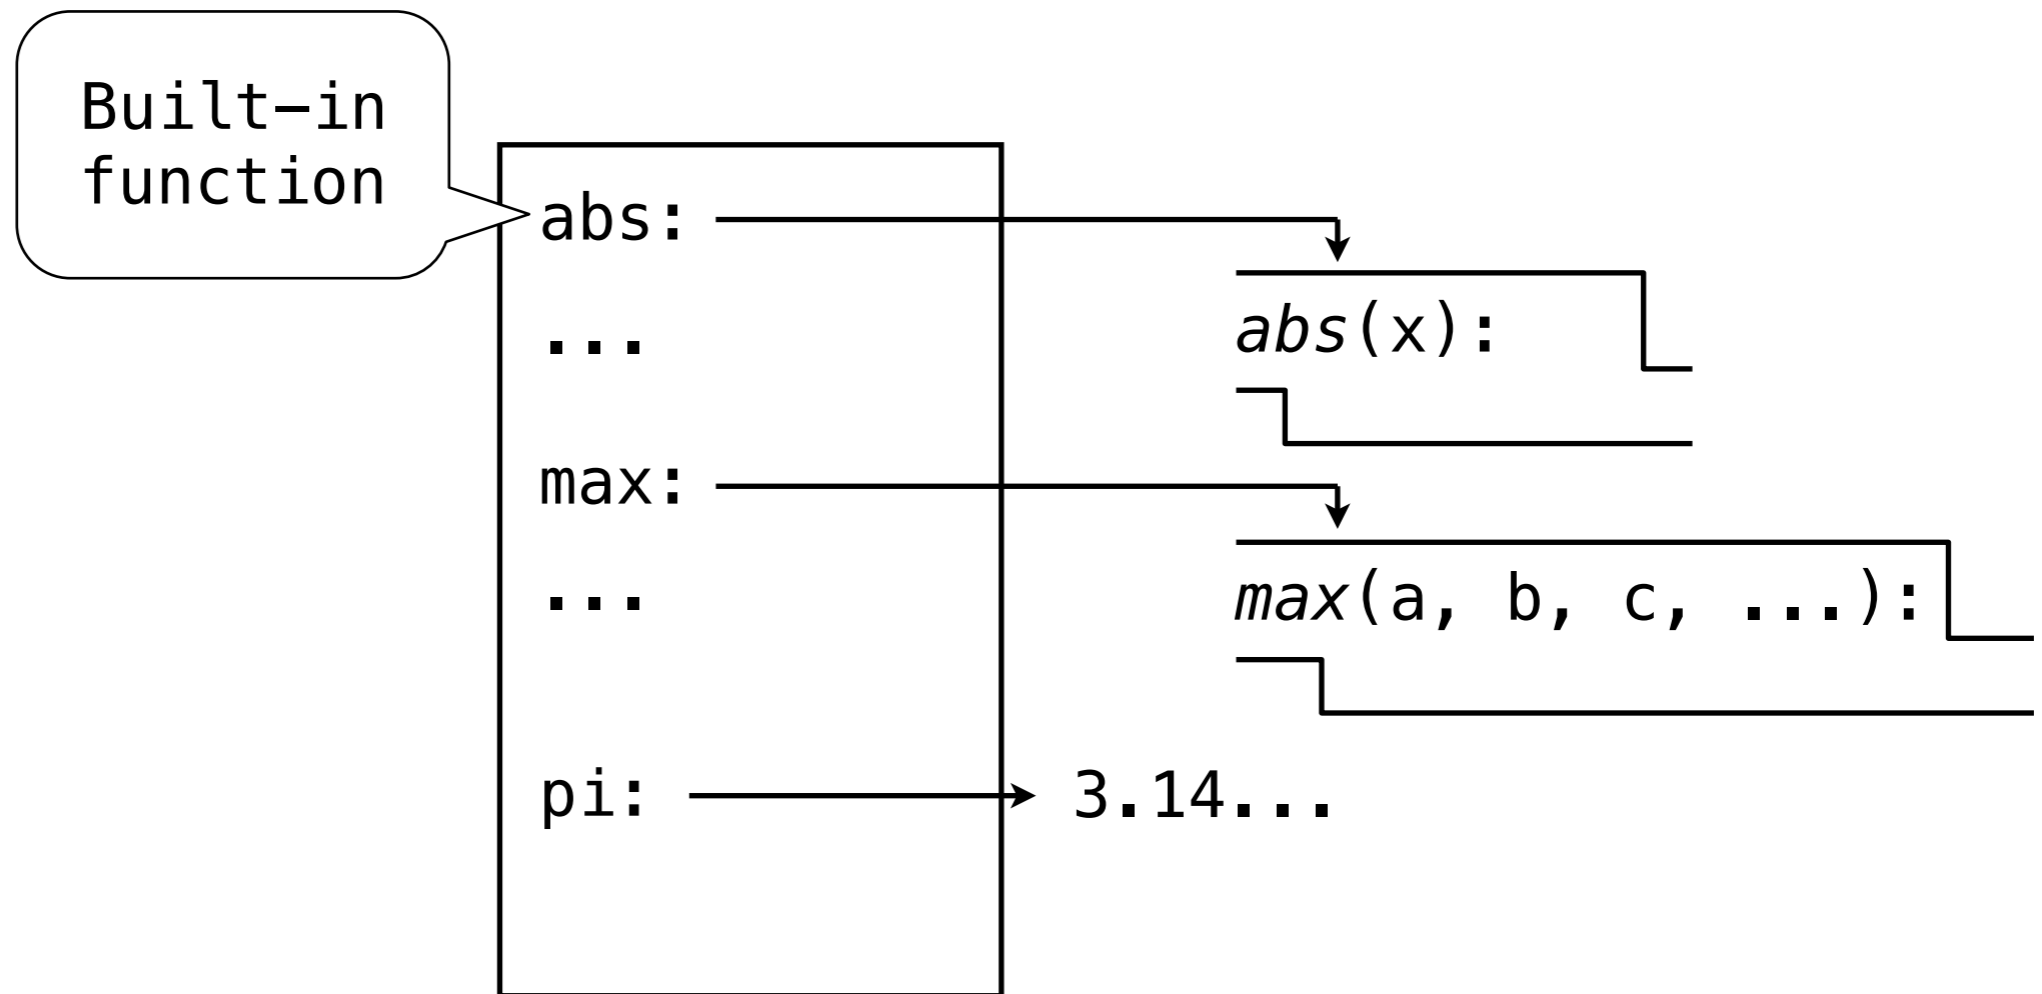 Built-in
function
abs:
...
abs(x):
max:
...
max(a, b, c, ...):
pi:
3.14...